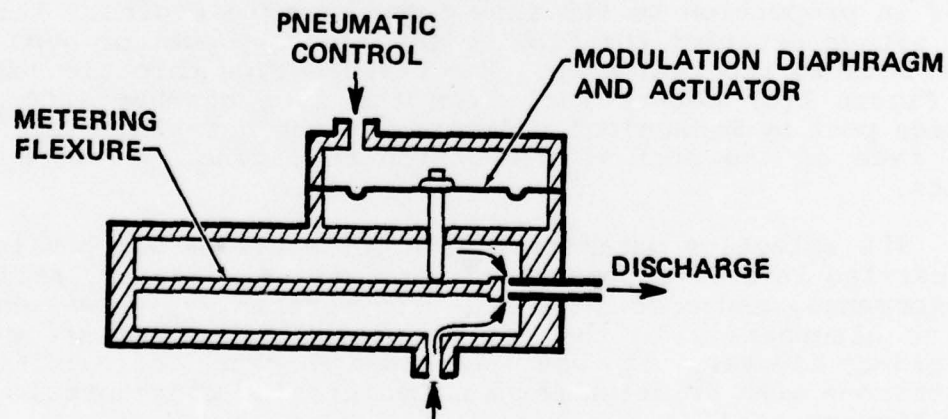 PNEUMATIC
CONTROL
MODULATION DIAPHRAGM
AND ACTUATOR
METERING
FLEXURE
DISCHARGE